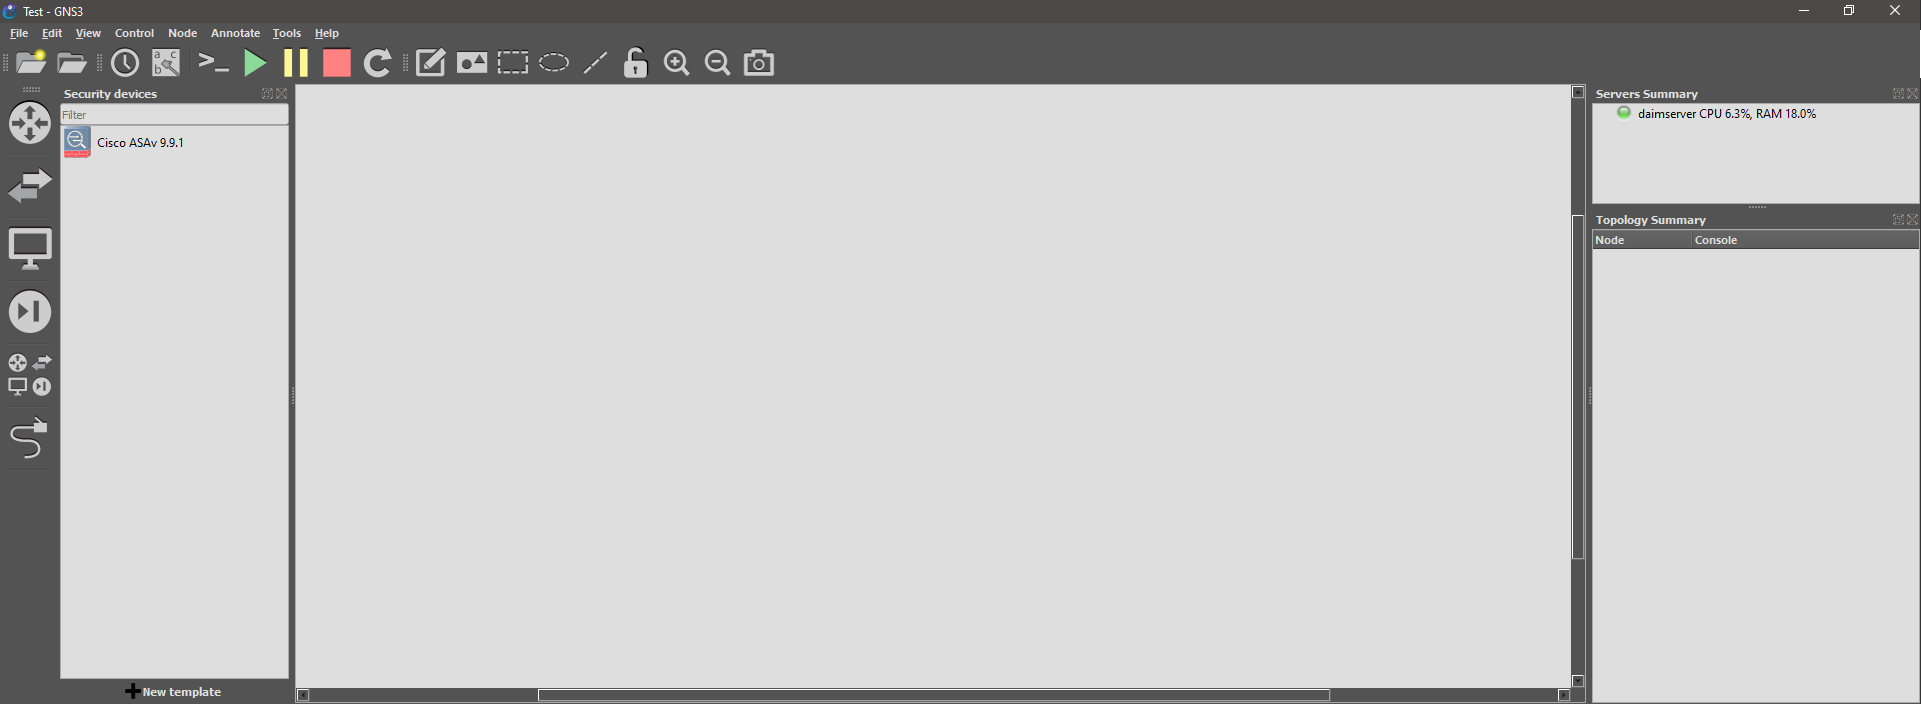 Test - GNS3
File Edit View Control Node Annotate Tools Help
a c
b
>_
Security devices
Filter
Cisco ASAv 9.9.1
New template
Servers Summary
daimserver CPU 6.3%, RAM 18.0%
Topology Summary
Node Console